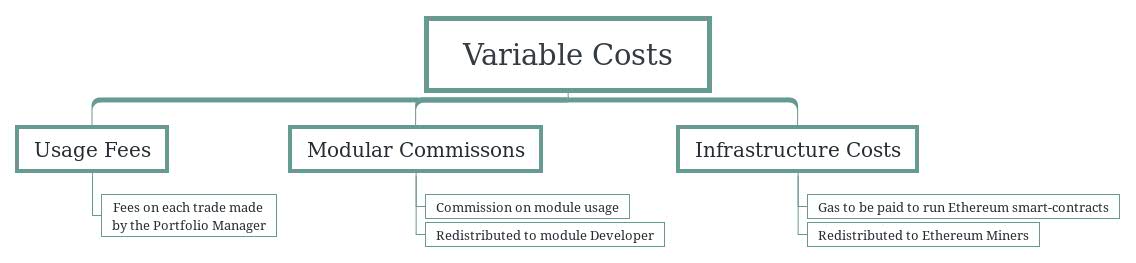 Variable Costs
Usage Fees
Modular Commissons
Infrastructure Costs
Fees on each trade made
by the Portfolio Manager
Commission on module usage
Redistributed to module Developer
Gas to be paid to run Ethereum smart-contracts
Redistributed to Ethereum Miners